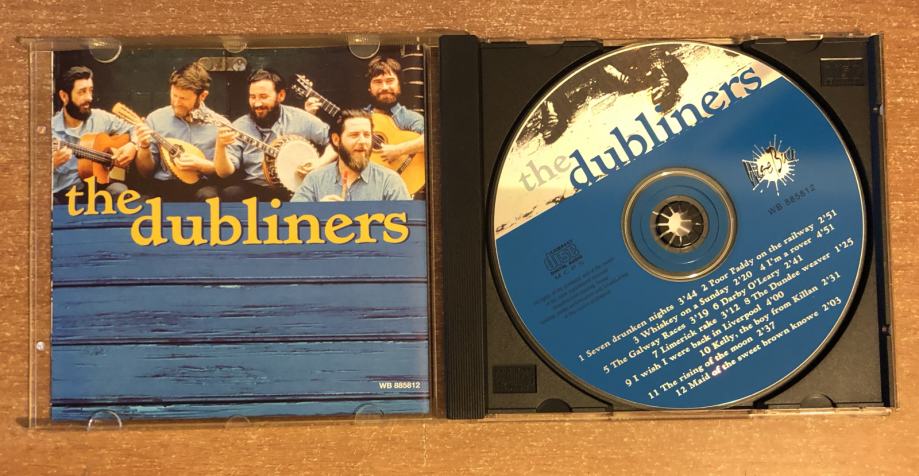 the
dubliners
WB 885812
the
dubliners
WB 885812
COMPACT
disc
DIGITAL AUDIO
1 Seven drunken nights 3'44 2 Poor Paddy on the railway 2'51
3 Whiskey on a Sunday 2'20 4 I'm a rover 4'51
5 The Galway Races 3'19 6 Darby O'Leary 2'41
7 Limerick rake 3'12 8 The Dundee weaver 1'25
9 I wish I were back in Liverpool 4'00
10 Kelly, the boy from Killan 2'31
11 The rising of the moon 2'37
12 Maid of the sweet brown knowe 2'03